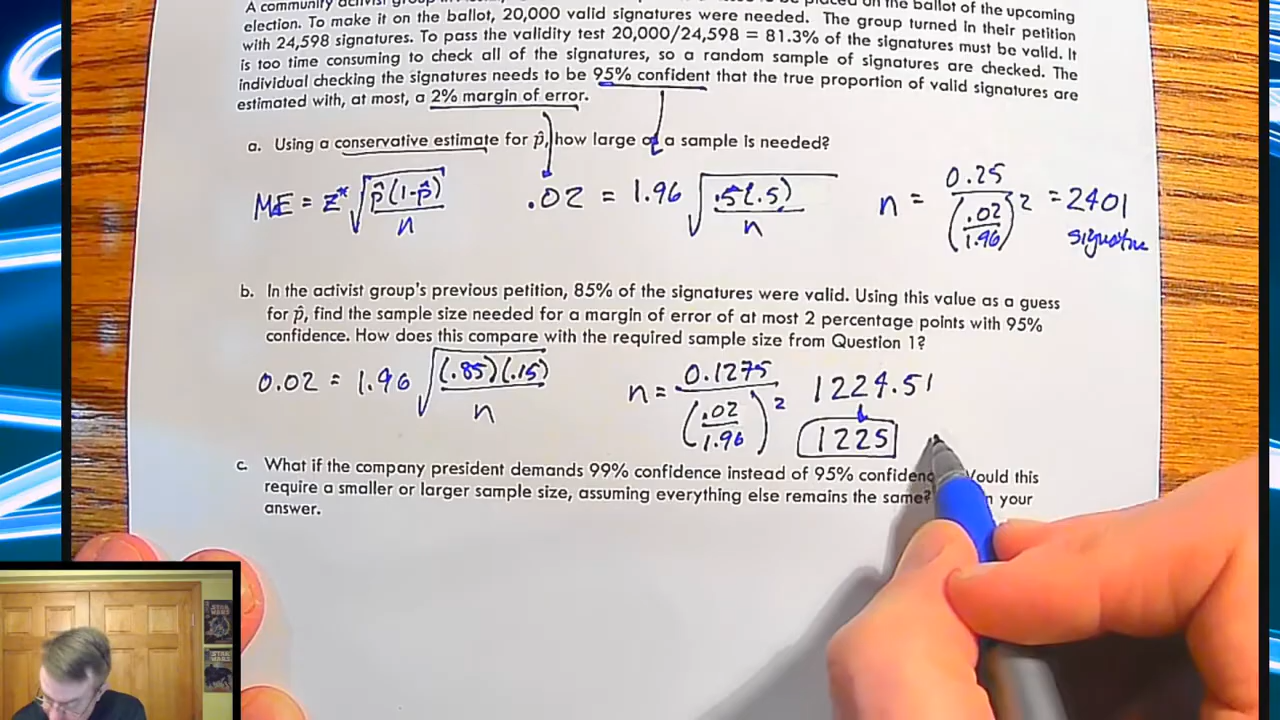 A community activist group in
placed on the ballot of the upcoming
election. To make it on the ballot, 20,000 valid signatures were needed. The group turned in their petition
with 24,598 signatures. To pass the validity test 20,000/24,598 = 81.3% of the signatures must be valid. It
is too time consuming to check all of the signatures, so a random sample of signatures are checked. The
individual checking the signatures needs to be 95% confident that the true proportion of valid signatures are
estimated with, at most, a 2% margin of error.
a. Using a conservative estimate for p̂, how large of a sample is needed?
ME = z* √(p̂(1-p̂)/n) .02 = 1.96 √(.5(.5)/n) n = 0.25/(.02/1.96)² = 2401
signature
b. In the activist group's previous petition, 85% of the signatures were valid. Using this value as a guess
for p̂, find the sample size needed for a margin of error of at most 2 percentage points with 95%
confidence. How does this compare with the required sample size from Question 1?
0.02 = 1.96 √((.85)(.15)/n) n = 0.1275/(.02/1.96)² 1224.51
1225
c. What if the company president demands 99% confidence instead of 95% confidenc ould this
require a smaller or larger sample size, assuming everything else remains the same? n your
answer.
STAR WARS
STAR WARS